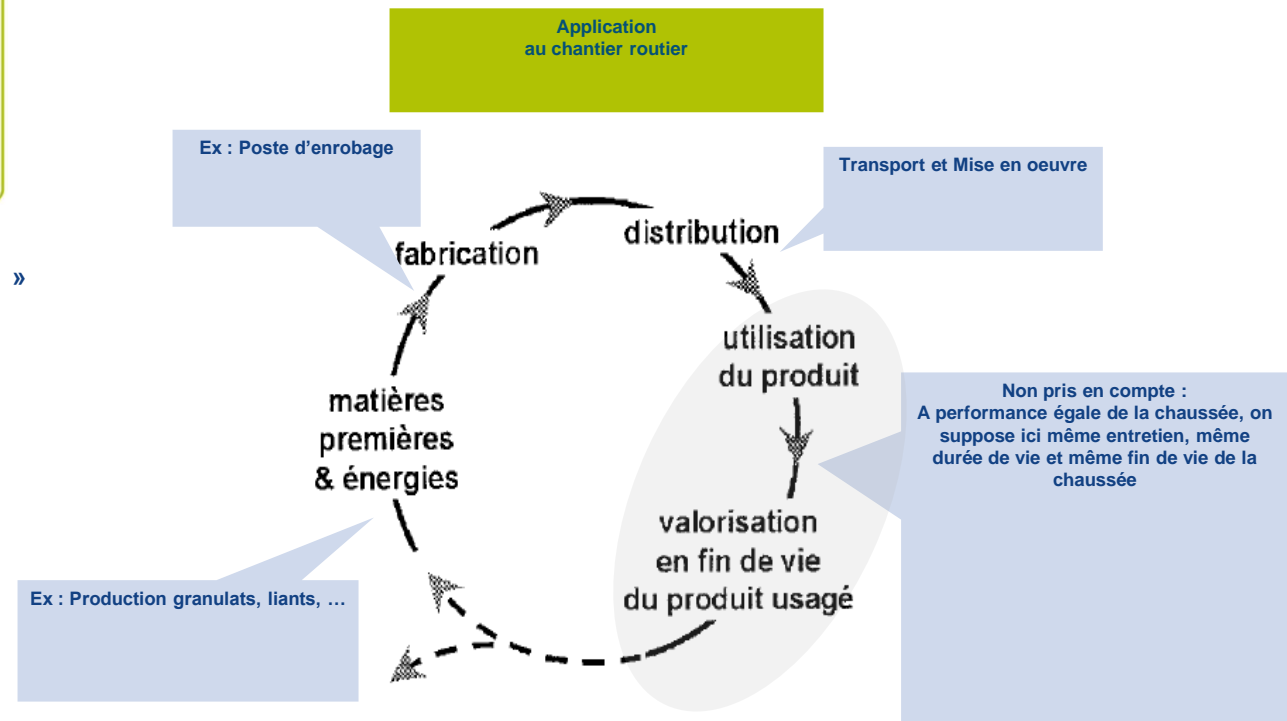 Application
au chantier routier
Ex : Poste d'enrobage
Transport et Mise en oeuvre
fabrication
distribution
»
utilisation
du produit
matières
premières
& énergies
Non pris en compte :
A performance égale de la chaussée, on
suppose ici même entretien, même
durée de vie et même fin de vie de la
chaussée
valorisation
en fin de vie
du produit usagé
Ex : Production granulats, liants, …